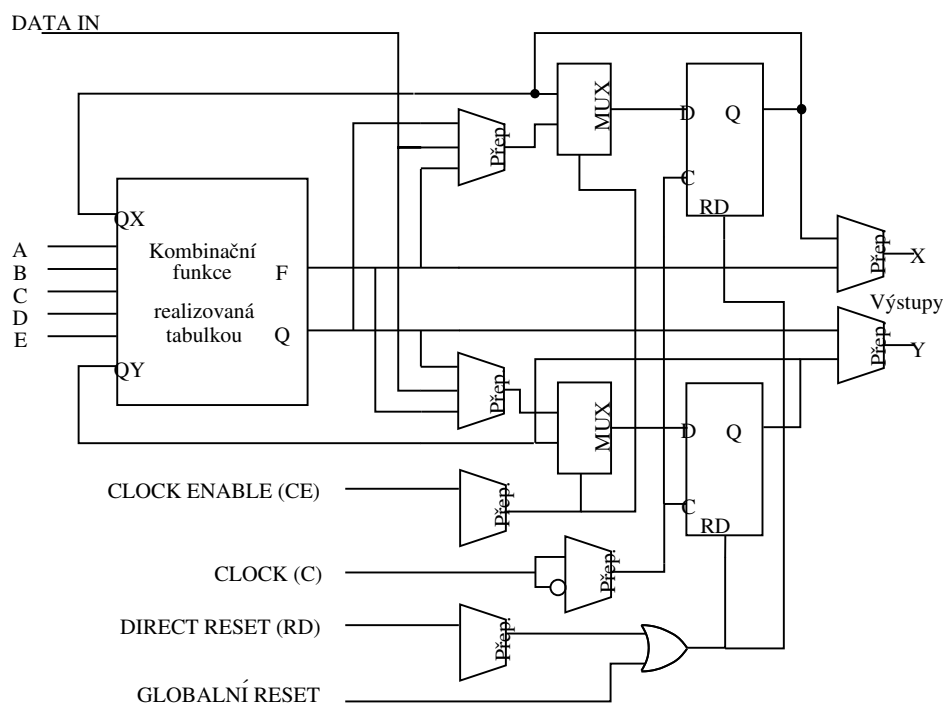 DATA IN
MUX
D
Q
Přep
C
RD
QX
A
Kombinační
B
funkce
F
Přep
X
C
D
realizovaná
Výstupy
E
tabulkou
Q
Přep
Y
QY
Přep
MUX
D
Q
CLOCK ENABLE (CE)
Přep.
C
RD
CLOCK (C)
Přep.
DIRECT RESET (RD)
Přep.
GLOBALNÍ RESET